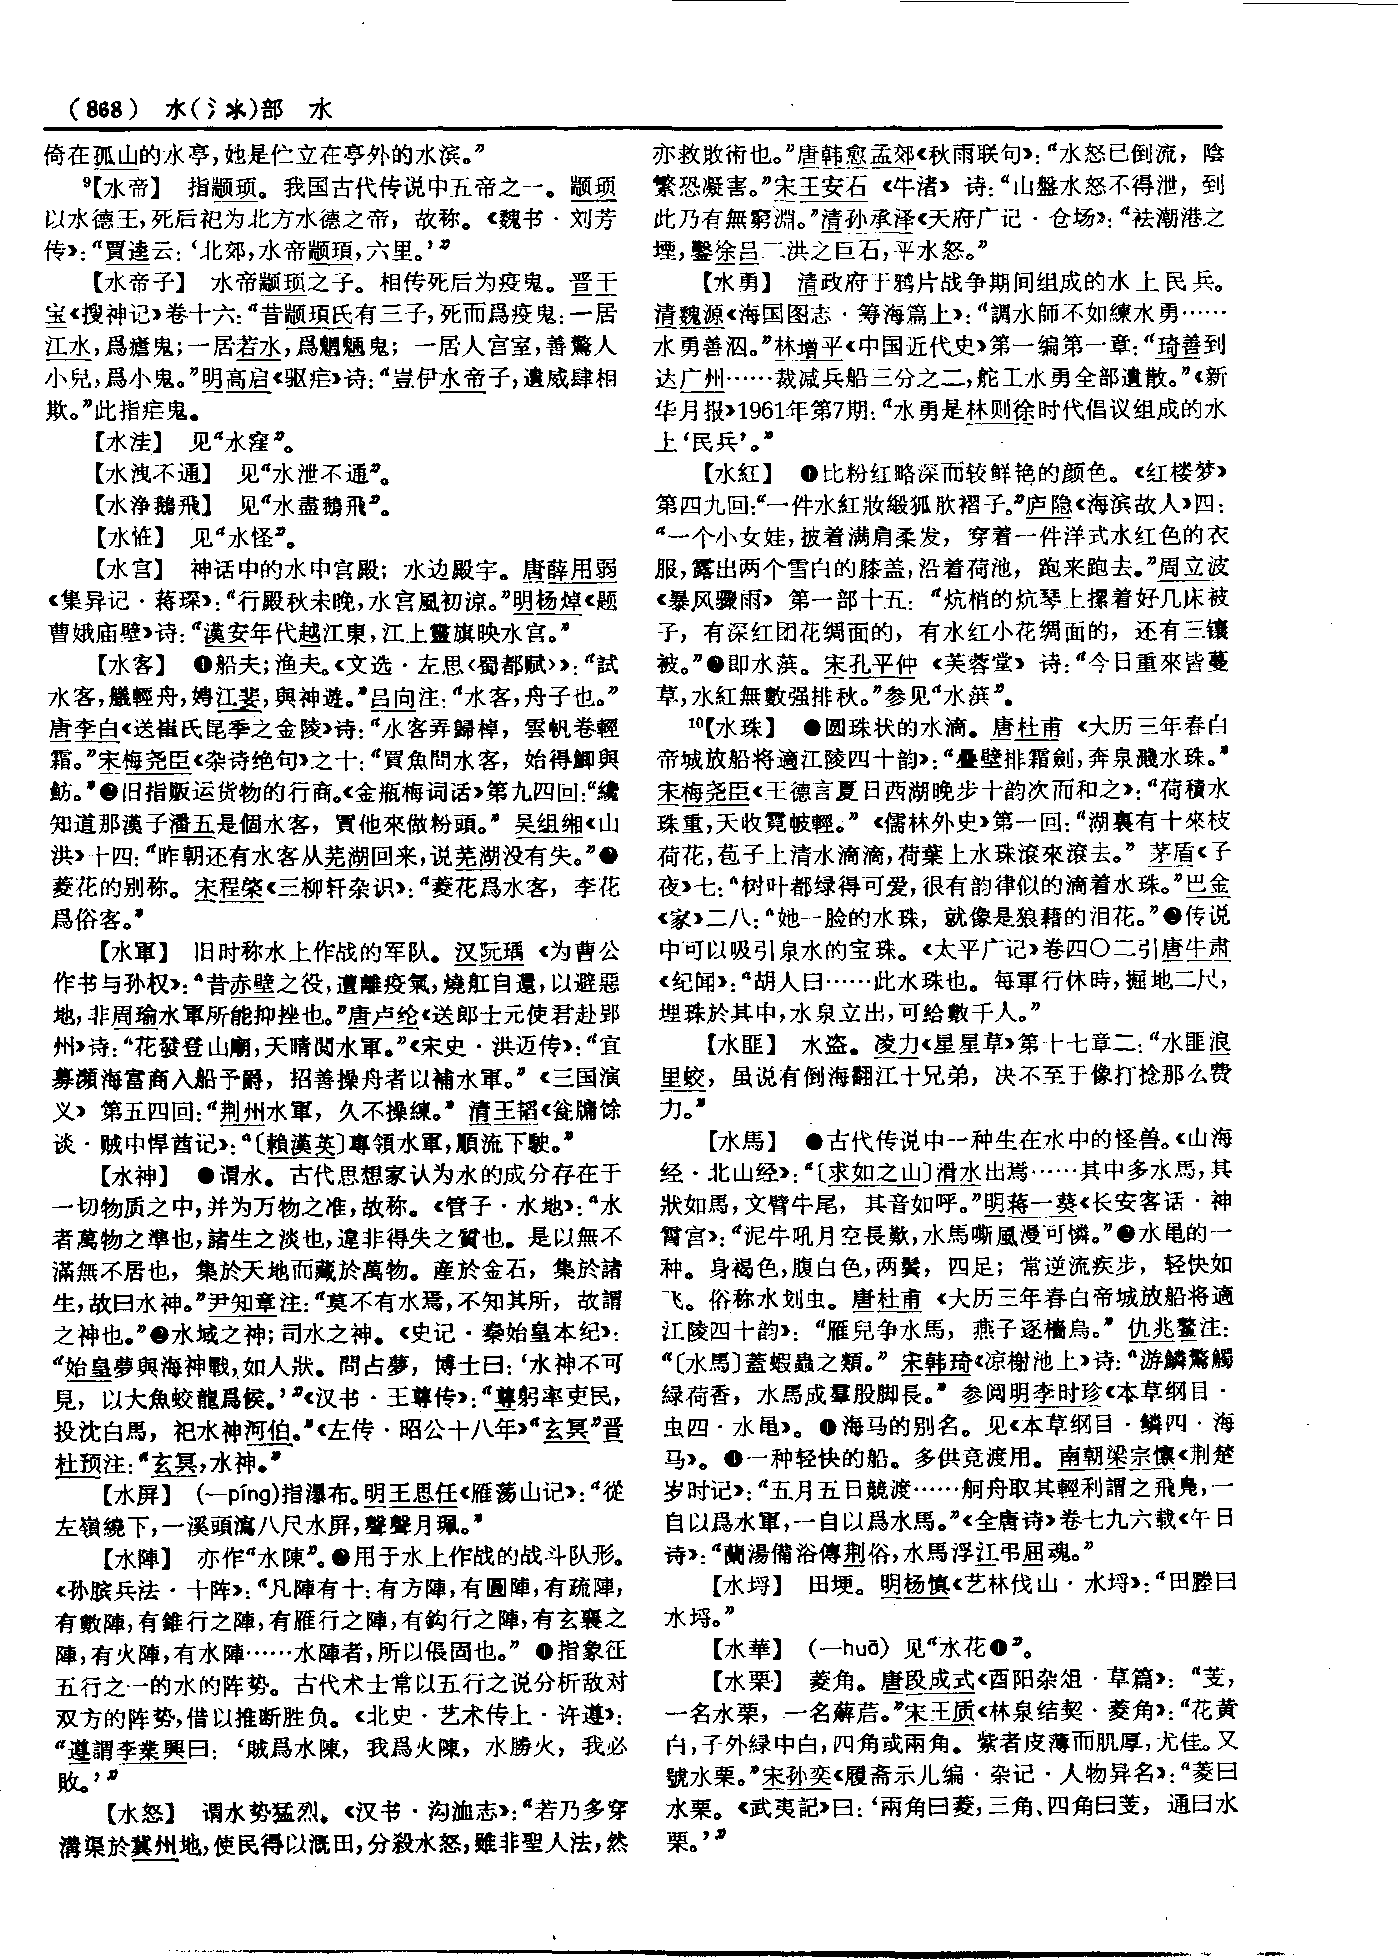 (868) 水(氵氺)部 水
倚在孤山的水亭,她是伫立在亭外的水滨。”
⁹【水帝】 指颛顼。我国古代传说中五帝之一。颛顼
以水德王,死后祀为北方水德之帝,故称。《魏书·刘芳
传》:“賈逵云:‘北郊,水帝颛頊,六里。’”
【水帝子】 水帝颛顼之子。相传死后为疫鬼。晋干
宝《搜神记》卷十六:“昔颛頊氏有三子,死而爲疫鬼:一居
江水,爲瘧鬼;一居若水,爲魍魎鬼;一居人宫室,善驚人
小兒,爲小鬼。”明高启《驱疟》诗:“豈伊水帝子,遺威肆相
欺。”此指疟鬼。
【水洼】 见“水窪”。
【水洩不通】 见“水泄不通”。
【水净鵝飛】 见“水盡鵝飛”。
【水恠】 见“水怪”。
【水宫】 神话中的水中宫殿;水边殿宇。唐薛用弱
《集异记·蒋琛》:“行殿秋未晚,水宫風初涼。”明杨焯《题
曹娥庙壁》诗:“漢安年代越江東,江上靈旗映水宫。”
【水客】 ❶船夫;渔夫。《文选·左思〈蜀都赋〉》:“試
水客,艤輕舟,娉江婓,與神遊。”吕向注:“水客,舟子也。”
唐李白《送崔氏昆季之金陵》诗:“水客弄歸棹,雲帆卷輕
霜。”宋梅尧臣《杂诗绝句》之十:“買魚問水客,始得鯽與
魴。”❷旧指贩运货物的行商。《金瓶梅词话》第九四回:“纔
知道那漢子潘五是個水客,買他來做粉頭。” 吴组缃《山
洪》十四:“昨朝还有水客从芜湖回来,说芜湖没有失。”❸
菱花的别称。宋程棨《三柳轩杂识》:“菱花爲水客,李花
爲俗客。”
【水軍】 旧时称水上作战的军队。汉阮瑀《为曹公
作书与孙权》:“昔赤壁之役,遭離疫氣,燒舡自還,以避惡
地,非周瑜水軍所能抑挫也。”唐卢纶《送郎士元使君赴郢
州》诗:“花發登山廟,天晴閲水軍。”《宋史·洪迈传》:“宜
募瀕海富商入船予爵,招善操舟者以補水軍。”《三国演
义》第五四回:“荆州水軍,久不操練。” 清王韬《瓮牖馀
谈·贼中悍酋记》:“〔賴漢英〕專領水軍,順流下駛。”
【水神】 ❶谓水。古代思想家认为水的成分存在于
一切物质之中,并为万物之准,故称。《管子·水地》:“水
者萬物之準也,諸生之淡也,違非得失之質也。是以無不
滿無不居也,集於天地而藏於萬物。産於金石,集於諸
生,故曰水神。”尹知章注:“莫不有水焉,不知其所,故謂
之神也。”❷水域之神;司水之神。《史记·秦始皇本纪》:
“始皇夢與海神戰,如人狀。問占夢,博士曰:‘水神不可
見,以大魚蛟龍爲候。’”《汉书·王尊传》:“尊躬率吏民,
投沈白馬,祀水神河伯。”《左传·昭公十八年》“玄冥”晋
杜预注:“玄冥,水神。”
【水屏】 (—píng)指瀑布。明王思任《雁荡山记》:“從
左嶺繞下,一溪頭瀉八尺水屏,聲聲月珮。”
【水陣】 亦作“水陳”。❶用于水上作战的战斗队形。
《孙膑兵法·十阵》:“凡陣有十:有方陣,有圓陣,有疏陣,
有數陣,有錐行之陣,有雁行之陣,有鈎行之陣,有玄襄之
陣,有火陣,有水陣……水陣者,所以倀固也。” ❷指象征
五行之一的水的阵势。古代术士常以五行之说分析敌对
双方的阵势,借以推断胜负。《北史·艺术传上·许遵》:
“遵謂李業興曰:‘賊爲水陳,我爲火陳,水勝火,我必
敗。’”
【水怒】 谓水势猛烈。《汉书·沟洫志》:“若乃多穿
溝渠於冀州地,使民得以溉田,分殺水怒,雖非聖人法,然
亦救敗術也。”唐韩愈孟郊《秋雨联句》:“水怒已倒流,陰
繁恐凝害。”宋王安石《牛渚》诗:“山盤水怒不得泄,到
此乃有無窮淵。”清孙承泽《天府广记·仓场》:“袪潮港之
堙,鑿徐吕二洪之巨石,平水怒。”
【水勇】 清政府于鸦片战争期间组成的水上民兵。
清魏源《海国图志·筹海篇上》:“調水師不如練水勇……
水勇善泅。”林增平《中国近代史》第一编第一章:“琦善到
达广州……裁减兵船三分之二,舵工水勇全部遣散。”《新
华月报》1961年第7期:“水勇是林则徐时代倡议组成的水
上‘民兵’。”
【水紅】 ❶比粉红略深而较鲜艳的颜色。《红楼梦》
第四九回:“一件水紅妝緞狐肷褶子。”庐隐《海滨故人》四:
“一个小女娃,披着满肩柔发,穿着一件洋式水红色的衣
服,露出两个雪白的膝盖,沿着荷池,跑来跑去。”周立波
《暴风骤雨》第一部十五:“炕梢的炕琴上摞着好几床被
子,有深红团花绸面的,有水红小花绸面的,还有三镶
被。”❷即水荭。宋孔平仲《芙蓉堂》诗:“今日重來皆蔓
草,水紅無數强排秋。”参见“水荭”。
¹⁰【水珠】 ❶圆珠状的水滴。唐杜甫《大历三年春白
帝城放船将適江陵四十韵》:“疊壁排霜劍,奔泉濺水珠。”
宋梅尧臣《王德言夏日西湖晚步十韵次而和之》:“荷積水
珠重,天收霓帔輕。”《儒林外史》第一回:“湖裏有十來枝
荷花,苞子上清水滴滴,荷葉上水珠滾來滾去。” 茅盾《子
夜》七:“树叶都绿得可爱,很有韵律似的滴着水珠。”巴金
《家》二八:“她一脸的水珠,就像是狼藉的泪花。”❷传说
中可以吸引泉水的宝珠。《太平广记》卷四〇二引唐牛肃
《纪闻》:“胡人曰……此水珠也。每軍行休時,掘地二尺,
埋珠於其中,水泉立出,可給數千人。”
【水匪】 水盗。凌力《星星草》第十七章二:“水匪浪
里蛟,虽说有倒海翻江十兄弟,决不至于像打捻那么费
力。”
【水馬】 ❶古代传说中一种生在水中的怪兽。《山海
经·北山经》:“〔求如之山〕滑水出焉……其中多水馬,其
狀如馬,文臂牛尾,其音如呼。”明蒋一葵《长安客话·神
霄宫》:“泥牛吼月空長歎,水馬嘶風漫可憐。”❷水黾的一
种。身褐色,腹白色,两鬓,四足;常逆流疾步,轻快如
飞。俗称水划虫。唐杜甫《大历三年春白帝城放船将適
江陵四十韵》:“雁兒争水馬,燕子逐檣烏。” 仇兆鳌注:
“〔水馬〕蓋蝦蟲之類。” 宋韩琦《凉榭池上》诗:“游鱗驚觸
緑荷香,水馬成羣股脚長。” 参阅明李时珍《本草纲目·
虫四·水黾》。❸海马的别名。见《本草纲目·鳞四·海
马》。❹一种轻快的船。多供竞渡用。南朝梁宗懔《荆楚
岁时记》:“五月五日競渡……舸舟取其輕利謂之飛鳧,一
自以爲水軍,一自以爲水馬。”《全唐诗》卷七九六载《午日
诗》:“蘭湯備浴傳荆俗,水馬浮江弔屈魂。”
【水埒】 田埂。明杨慎《艺林伐山·水埒》:“田塍曰
水埒。”
【水華】 (—huā) 见“水花❶”。
【水栗】 菱角。唐段成式《酉阳杂俎·草篇》:“芰,
一名水栗,一名薢茩。”宋王质《林泉结契·菱角》:“花黄
白,子外緑中白,四角或兩角。紫者皮薄而肌厚,尤佳。又
號水栗。”宋孙奕《履斋示儿编·杂记·人物异名》:“菱曰
水栗。《武夷記》曰:‘兩角曰菱,三角、四角曰芰,通曰水
栗。’”